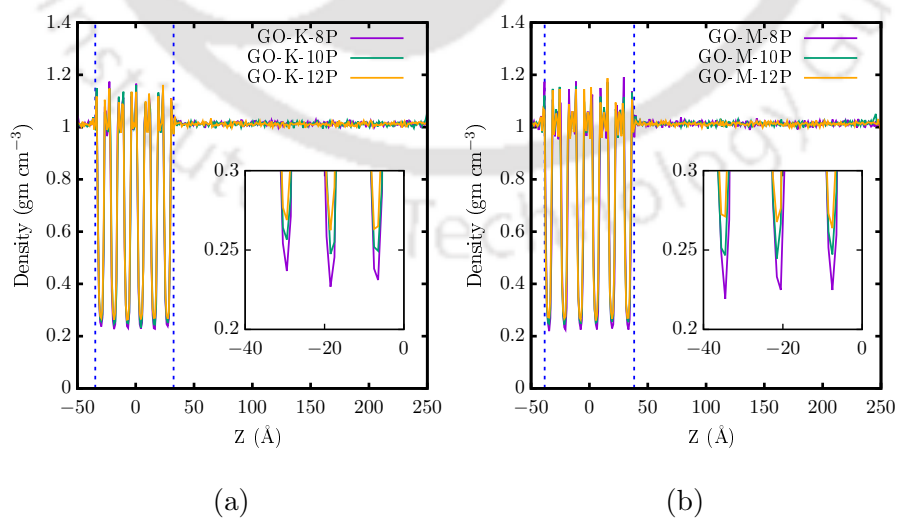 1.4
1.2
1
0.8
0.6
0.4
0.2
0
Density (gm cm−3)
−50 0 50 100 150 200 250
Z (Å)
GO-K-8P
GO-K-10P
GO-K-12P
0.3
0.25
0.2
−40 −20 0
(a)
1.4
1.2
1
0.8
0.6
0.4
0.2
0
Density (gm cm−3)
−50 0 50 100 150 200 250
Z (Å)
GO-M-8P
GO-M-10P
GO-M-12P
0.3
0.25
0.2
−40 −20 0
(b)
Technology